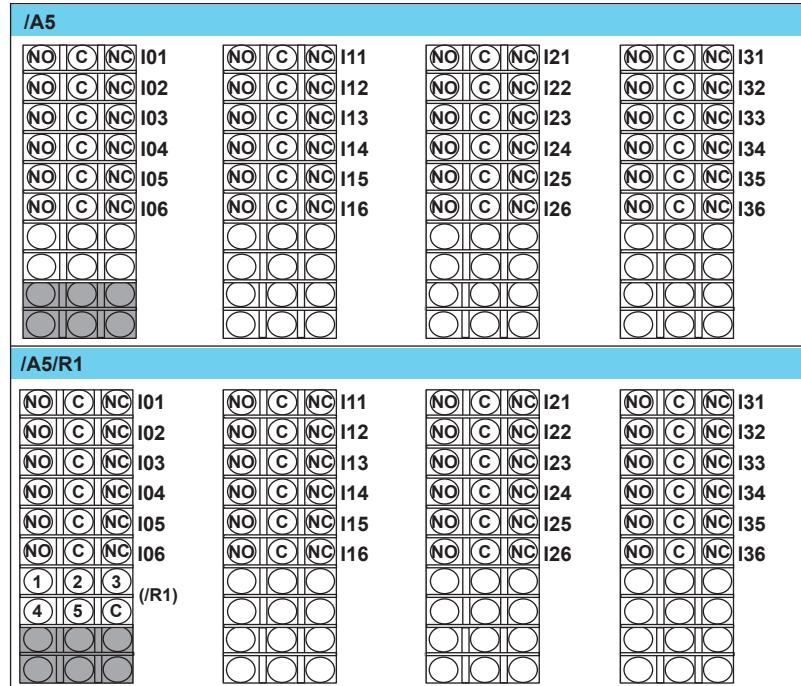 /A5
NO C NC I01 NO C NC I11 NO C NC I21 NO C NC I31
NO C NC I02 NO C NC I12 NO C NC I22 NO C NC I32
NO C NC I03 NO C NC I13 NO C NC I23 NO C NC I33
NO C NC I04 NO C NC I14 NO C NC I24 NO C NC I34
NO C NC I05 NO C NC I15 NO C NC I25 NO C NC I35
NO C NC I06 NO C NC I16 NO C NC I26 NO C NC I36
/A5/R1
NO C NC I01 NO C NC I11 NO C NC I21 NO C NC I31
NO C NC I02 NO C NC I12 NO C NC I22 NO C NC I32
NO C NC I03 NO C NC I13 NO C NC I23 NO C NC I33
NO C NC I04 NO C NC I14 NO C NC I24 NO C NC I34
NO C NC I05 NO C NC I15 NO C NC I25 NO C NC I35
NO C NC I06 NO C NC I16 NO C NC I26 NO C NC I36
1 2 3
(/R1)
4 5 C